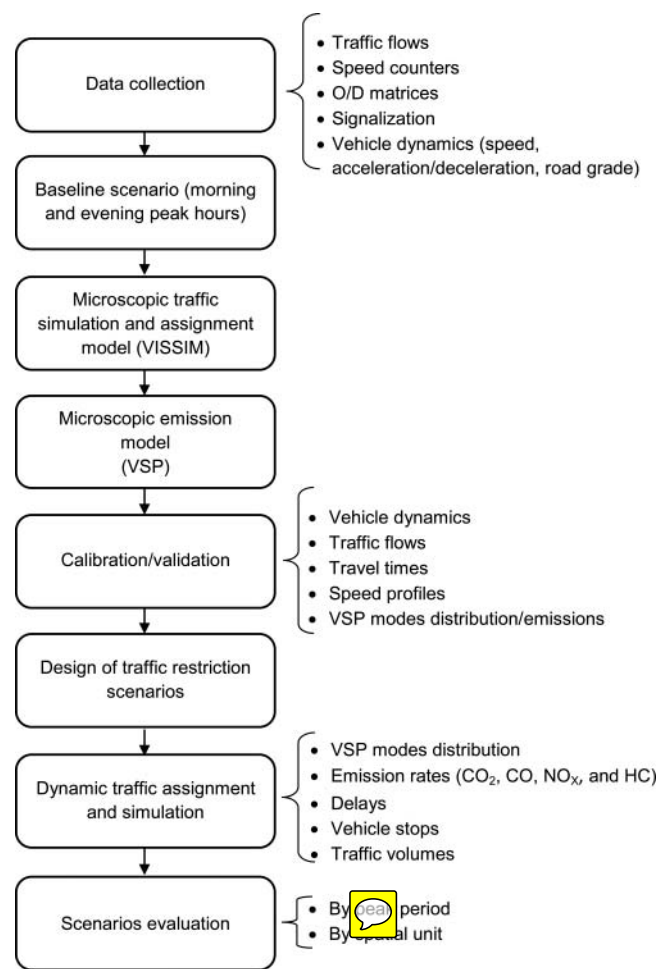 Data collection
• Traffic flows
• Speed counters
• O/D matrices
• Signalization
• Vehicle dynamics (speed,
acceleration/deceleration, road grade)
Baseline scenario (morning
and evening peak hours)
Microscopic traffic
simulation and assignment
model (VISSIM)
Microscopic emission
model
(VSP)
Calibration/validation
• Vehicle dynamics
• Traffic flows
• Travel times
• Speed profiles
• VSP modes distribution/emissions
Design of traffic restriction
scenarios
Dynamic traffic assignment
and simulation
• VSP modes distribution
• Emission rates (CO₂, CO, NOₓ, and HC)
• Delays
• Vehicle stops
• Traffic volumes
Scenarios evaluation
• By peak period
• By spatial unit